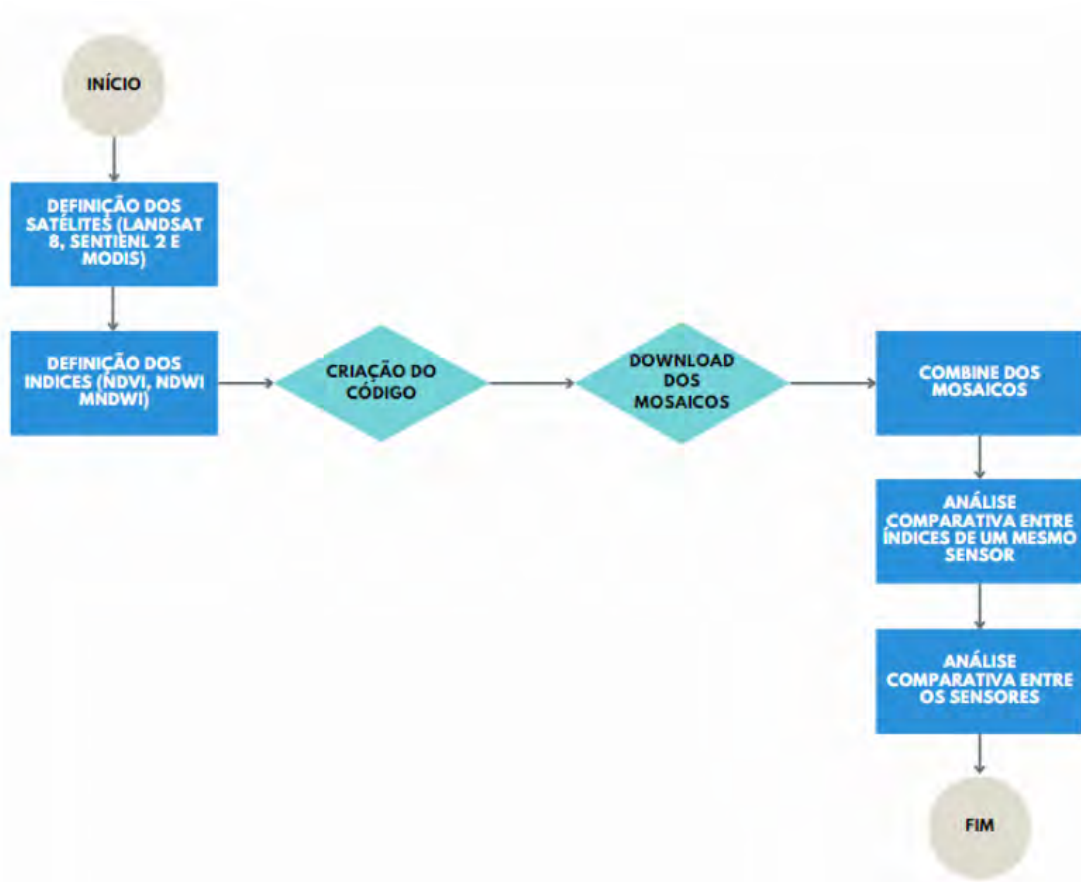 INÍCIO
DEFINIÇÃO DOS
SATÉLITES (LANDSAT
8, SENTIENL 2 E
MODIS)
DEFINIÇÃO DOS
INDICES (NDVI, NDWI
MNDWI)
CRIAÇÃO DO
CÓDIGO
DOWNLOAD
DOS
MOSAICOS
COMBINE DOS
MOSAICOS
ANÁLISE
COMPARATIVA ENTRE
ÍNDICES DE UM MESMO
SENSOR
ANÁLISE
COMPARATIVA ENTRE
OS SENSORES
FIM